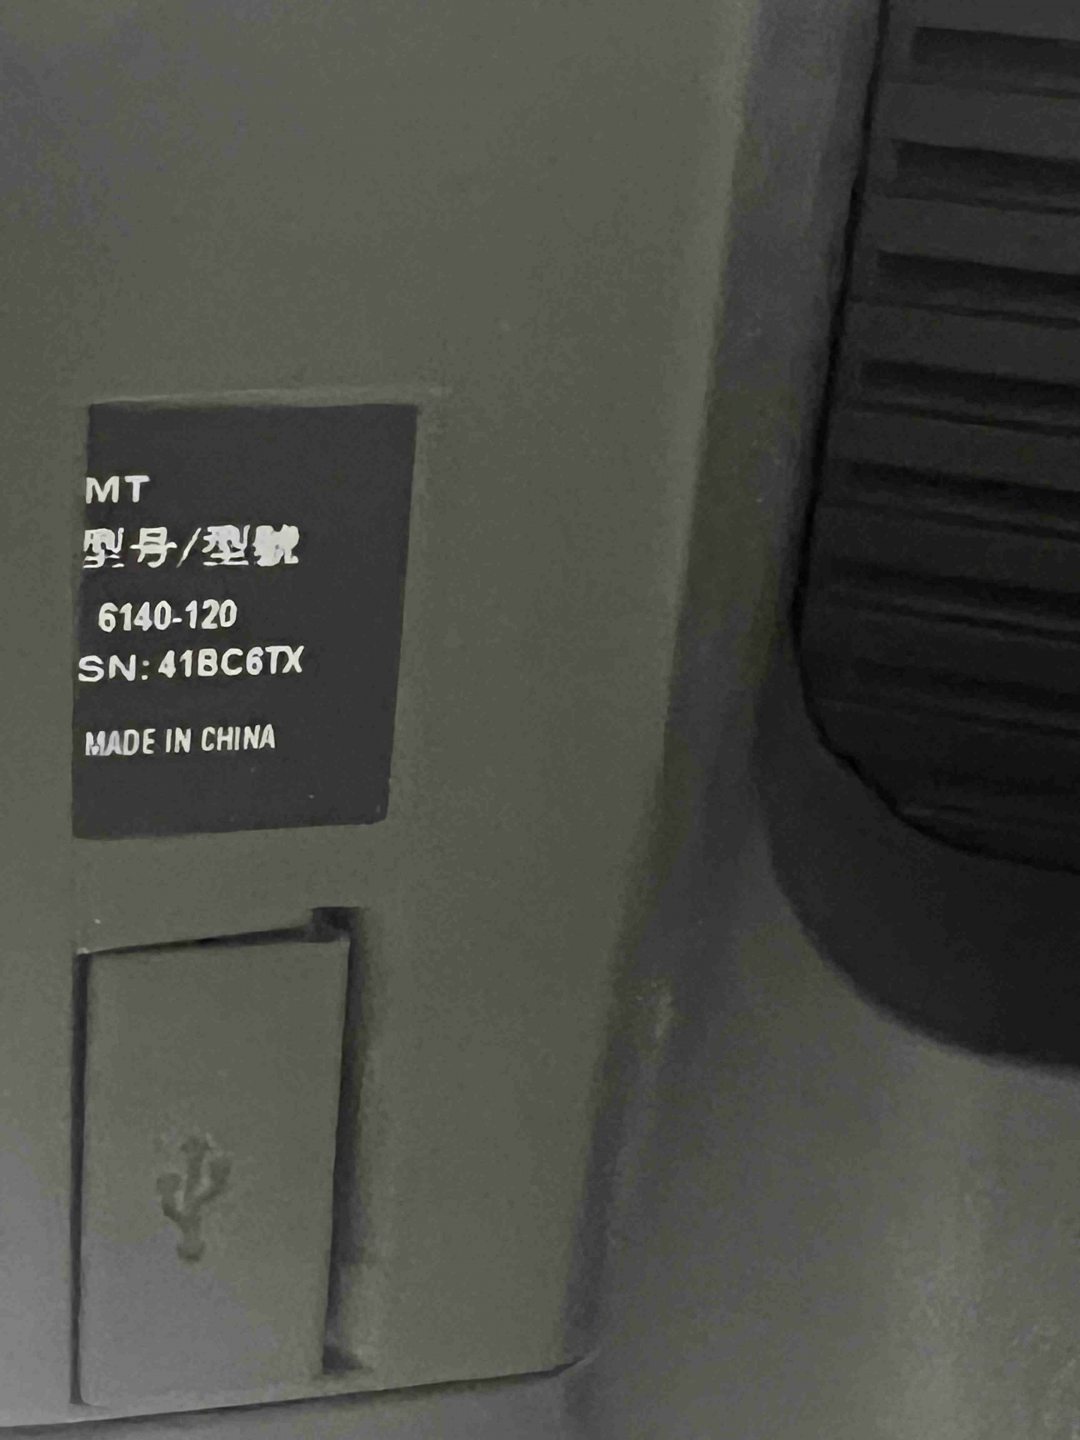 MT
型号/型號
6140-120
SN: 41BC6TX
MADE IN CHINA